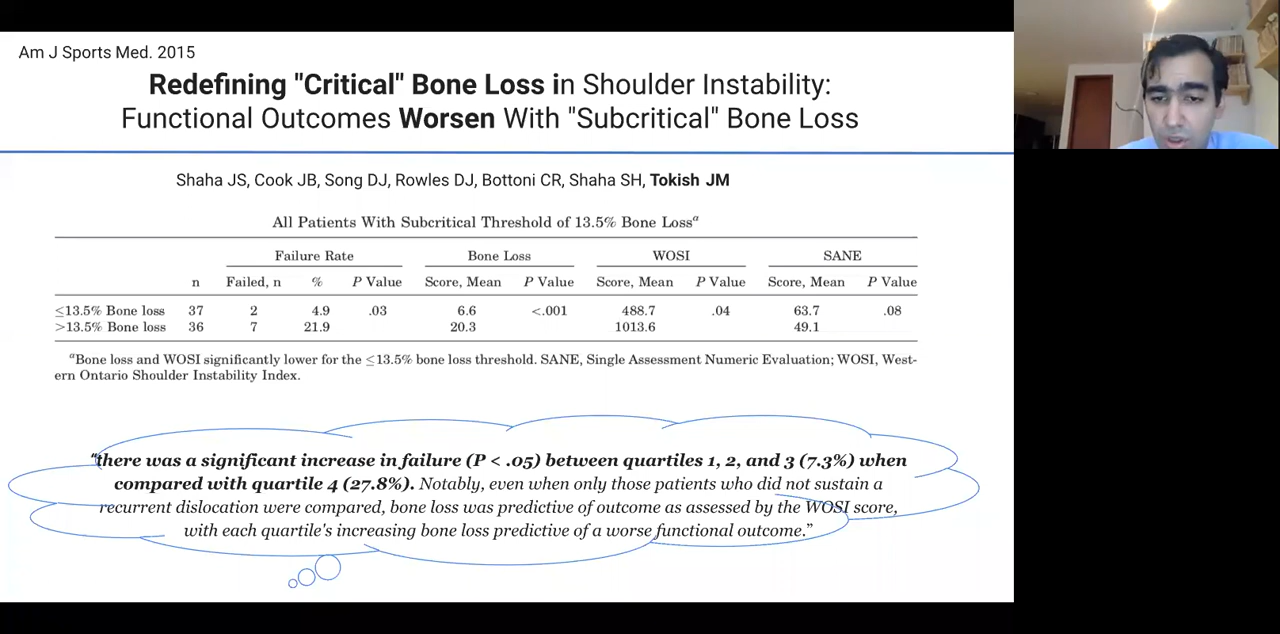 Am J Sports Med. 2015
Redefining "Critical" Bone Loss in Shoulder Instability:
Functional Outcomes Worsen With "Subcritical" Bone Loss
Shaha JS, Cook JB, Song DJ, Rowles DJ, Bottoni CR, Shaha SH, Tokish JM
All Patients With Subcritical Threshold of 13.5% Bone Lossa
Failure Rate Bone Loss WOSI SANE
n Failed, n % P Value Score, Mean P Value Score, Mean P Value Score, Mean P Value
≤13.5% Bone loss 37 2 4.9 .03 6.6 <.001 488.7 .04 63.7 .08
>13.5% Bone loss 36 7 21.9 20.3 1013.6 49.1
aBone loss and WOSI significantly lower for the ≤13.5% bone loss threshold. SANE, Single Assessment Numeric Evaluation; WOSI, West-
ern Ontario Shoulder Instability Index.
"there was a significant increase in failure (P < .05) between quartiles 1, 2, and 3 (7.3%) when
compared with quartile 4 (27.8%). Notably, even when only those patients who did not sustain a
recurrent dislocation were compared, bone loss was predictive of outcome as assessed by the WOSI score,
with each quartile's increasing bone loss predictive of a worse functional outcome."